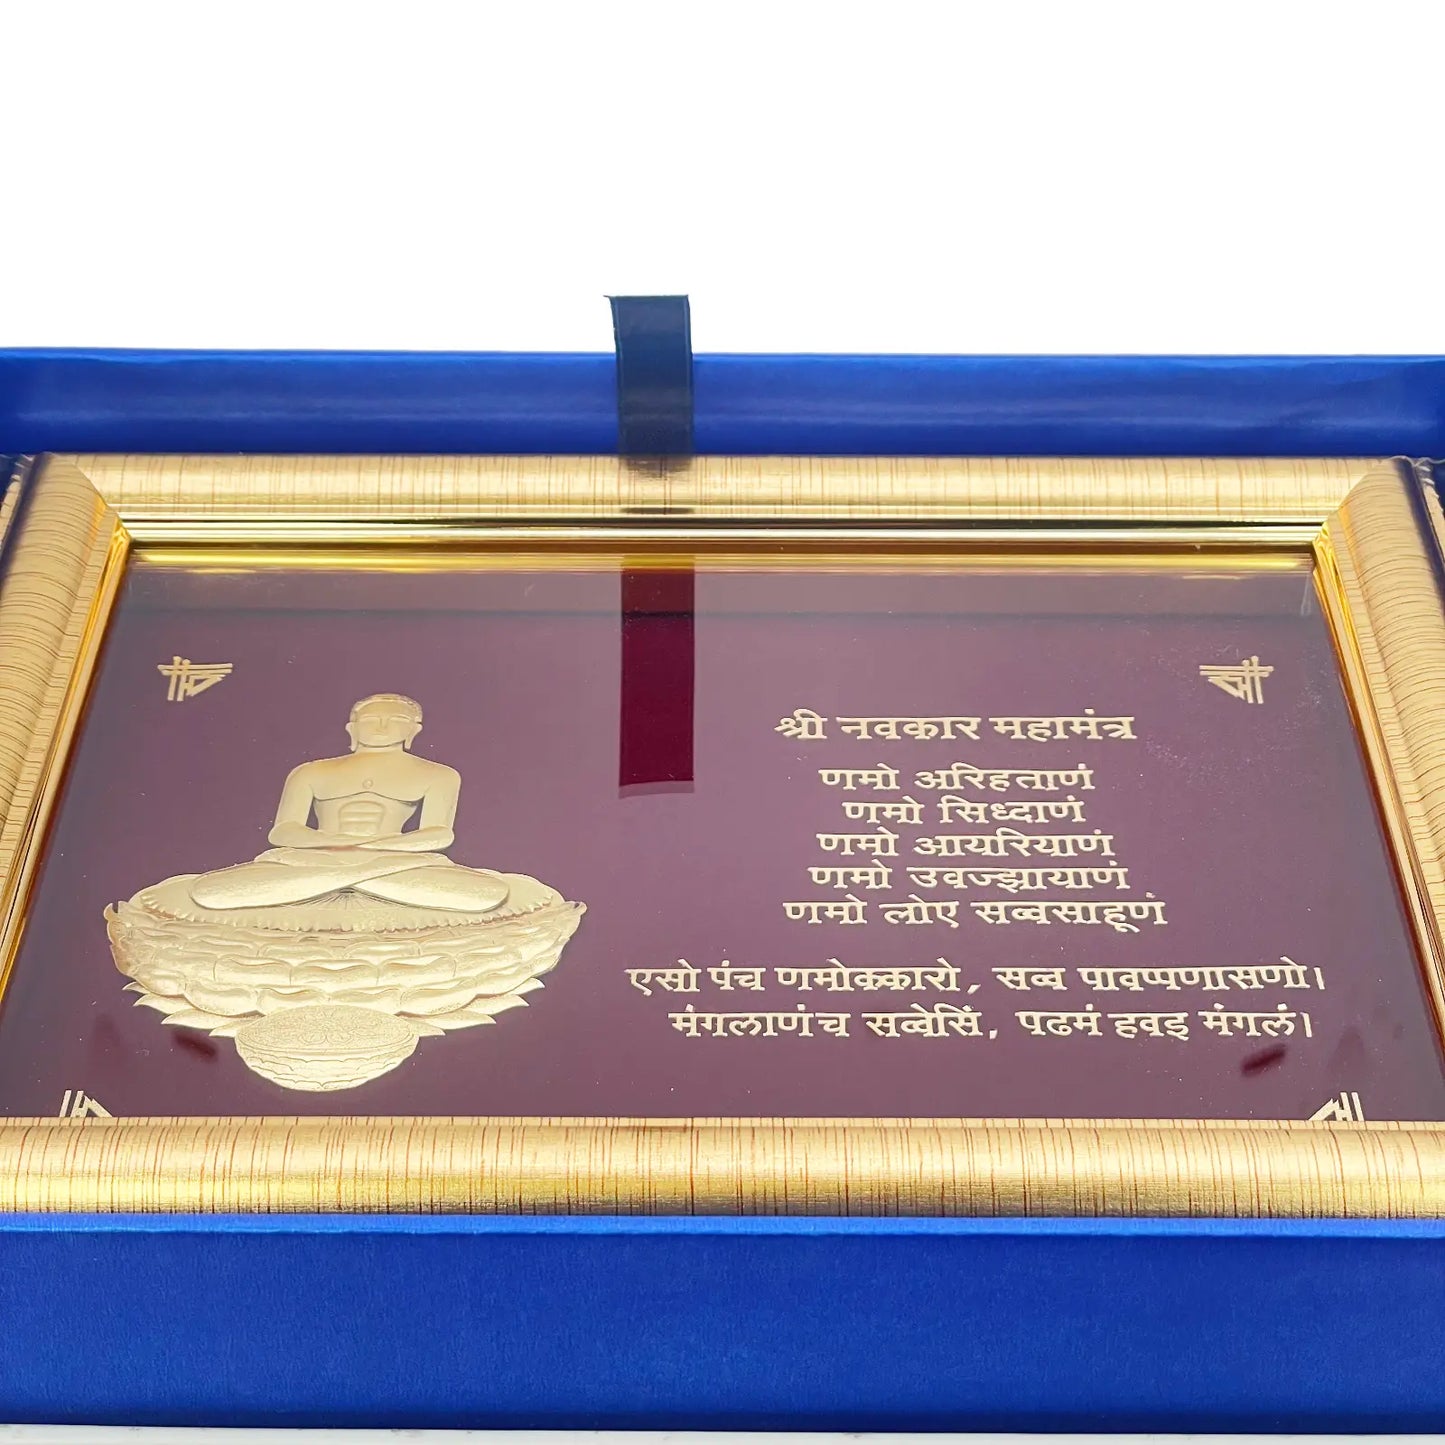 श्री नवकार महामंत्र
णमो अरिहताणं
णमो सिध्दाणं
णमो आयरियाणं
णमो उवज्झायाणं
णमो लोए सव्वसाहूणं
एसो पंच णमोक्कारो, सव्व पावप्पणासणो।
मंगलाणंच सव्वेसिं, पढमं हवइ मंगलं।